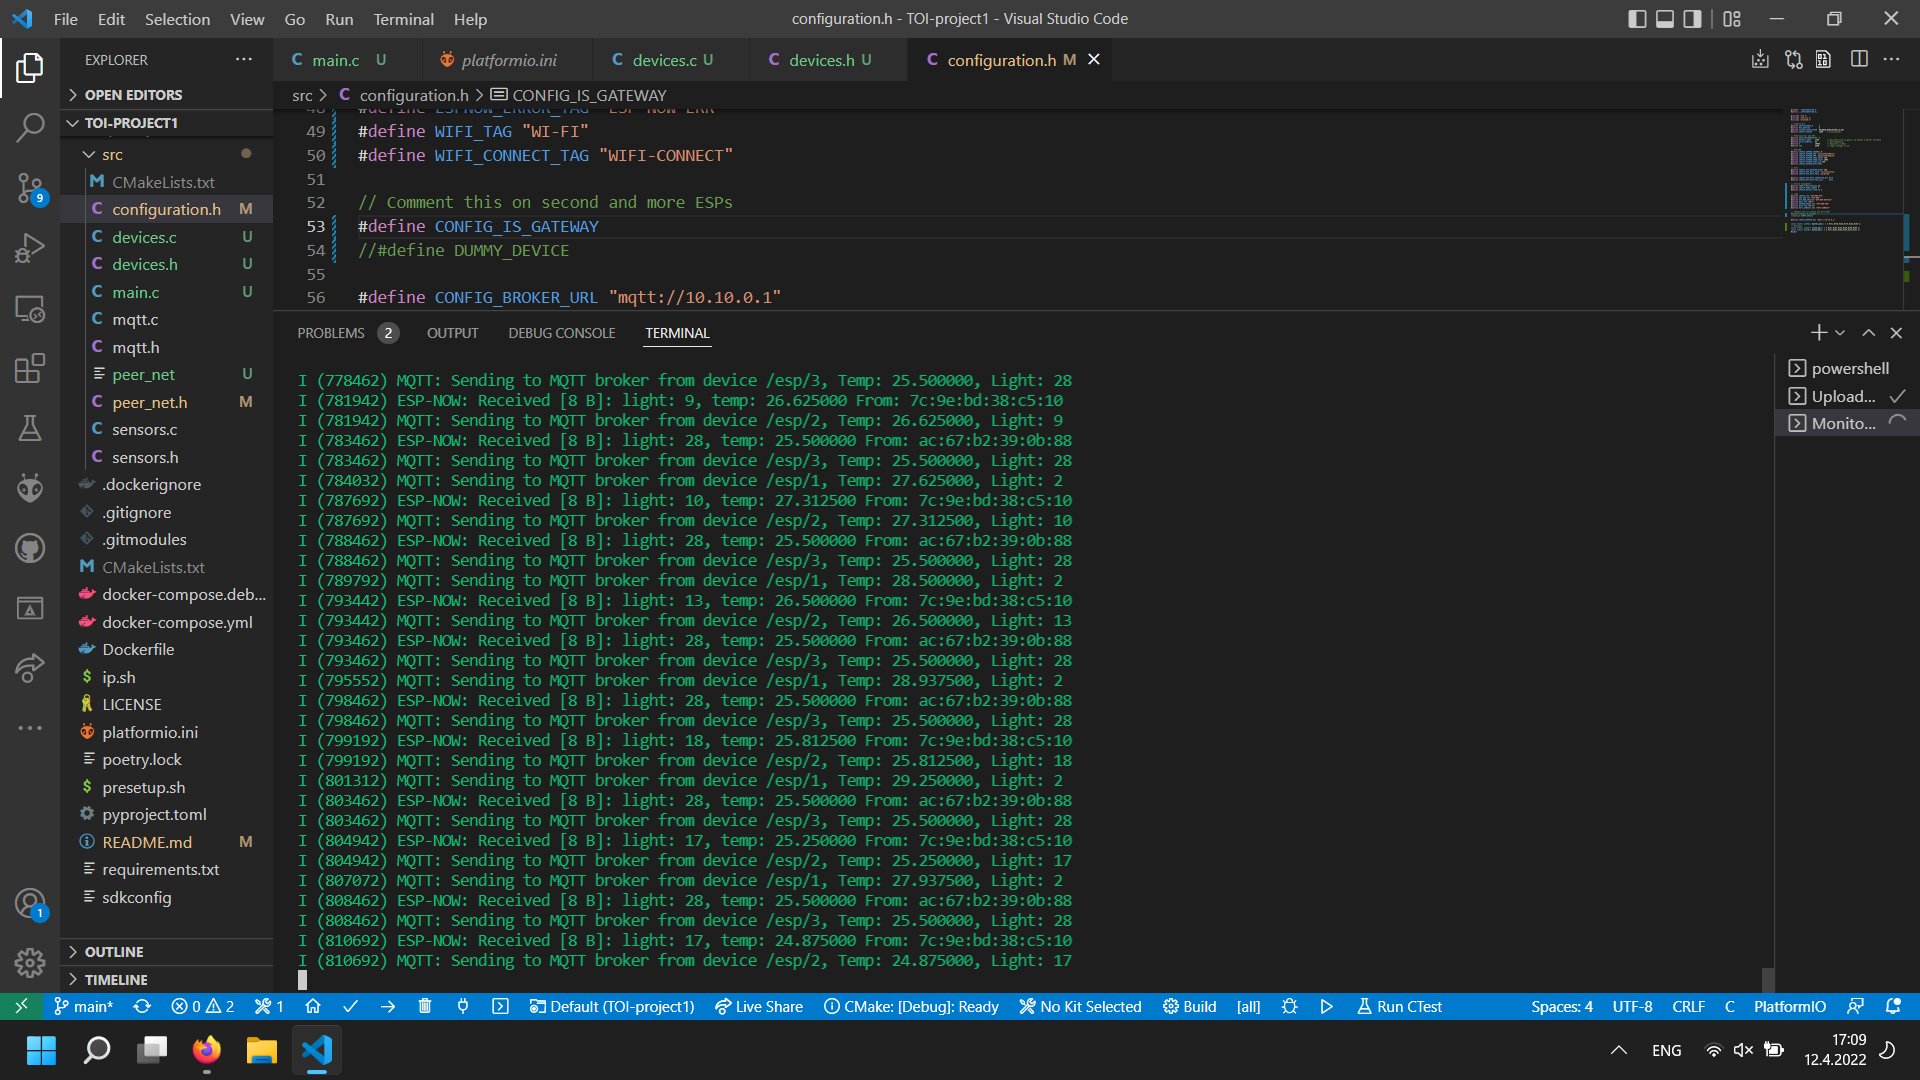 File Edit Selection View Go Run Terminal Help
configuration.h - TOI-project1 - Visual Studio Code
EXPLORER
main.c U
platformio.ini
devices.c U
devices.h U
configuration.h M
OPEN EDITORS
TOI-PROJECT1
src
CMakeLists.txt
configuration.h M
devices.c U
devices.h U
main.c U
mqtt.c
mqtt.h
peer_net U
peer_net.h M
sensors.c
sensors.h
.dockerignore
.gitignore
.gitmodules
CMakeLists.txt
docker-compose.deb...
docker-compose.yml
Dockerfile
ip.sh
LICENSE
platformio.ini
poetry.lock
presetup.sh
pyproject.toml
README.md M
requirements.txt
sdkconfig
OUTLINE
TIMELINE
9
1
src > C configuration.h > CONFIG_IS_GATEWAY
48 #define ESPNOW_ERROR_TAG "ESP-NOW ERR"
49 #define WIFI_TAG "WI-FI"
50 #define WIFI_CONNECT_TAG "WIFI-CONNECT"
51
52 // Comment this on second and more ESPs
53 #define CONFIG_IS_GATEWAY
54 //#define DUMMY_DEVICE
55
56 #define CONFIG_BROKER_URL "mqtt://10.10.0.1"
PROBLEMS 2 OUTPUT DEBUG CONSOLE TERMINAL
I (778462) MQTT: Sending to MQTT broker from device /esp/3, Temp: 25.500000, Light: 28
I (781942) ESP-NOW: Received [8 B]: light: 9, temp: 26.625000 From: 7c:9e:bd:38:c5:10
I (781942) MQTT: Sending to MQTT broker from device /esp/2, Temp: 26.625000, Light: 9
I (783462) ESP-NOW: Received [8 B]: light: 28, temp: 25.500000 From: ac:67:b2:39:0b:88
I (783462) MQTT: Sending to MQTT broker from device /esp/3, Temp: 25.500000, Light: 28
I (784032) MQTT: Sending to MQTT broker from device /esp/1, Temp: 27.625000, Light: 2
I (787692) ESP-NOW: Received [8 B]: light: 10, temp: 27.312500 From: 7c:9e:bd:38:c5:10
I (787692) MQTT: Sending to MQTT broker from device /esp/2, Temp: 27.312500, Light: 10
I (788462) ESP-NOW: Received [8 B]: light: 28, temp: 25.500000 From: ac:67:b2:39:0b:88
I (788462) MQTT: Sending to MQTT broker from device /esp/3, Temp: 25.500000, Light: 28
I (789792) MQTT: Sending to MQTT broker from device /esp/1, Temp: 28.500000, Light: 2
I (793442) ESP-NOW: Received [8 B]: light: 13, temp: 26.500000 From: 7c:9e:bd:38:c5:10
I (793442) MQTT: Sending to MQTT broker from device /esp/2, Temp: 26.500000, Light: 13
I (793462) ESP-NOW: Received [8 B]: light: 28, temp: 25.500000 From: ac:67:b2:39:0b:88
I (793462) MQTT: Sending to MQTT broker from device /esp/3, Temp: 25.500000, Light: 28
I (795552) MQTT: Sending to MQTT broker from device /esp/1, Temp: 28.937500, Light: 2
I (798462) ESP-NOW: Received [8 B]: light: 28, temp: 25.500000 From: ac:67:b2:39:0b:88
I (798462) MQTT: Sending to MQTT broker from device /esp/3, Temp: 25.500000, Light: 28
I (799192) ESP-NOW: Received [8 B]: light: 18, temp: 25.812500 From: 7c:9e:bd:38:c5:10
I (799192) MQTT: Sending to MQTT broker from device /esp/2, Temp: 25.812500, Light: 18
I (801312) MQTT: Sending to MQTT broker from device /esp/1, Temp: 29.250000, Light: 2
I (803462) ESP-NOW: Received [8 B]: light: 28, temp: 25.500000 From: ac:67:b2:39:0b:88
I (803462) MQTT: Sending to MQTT broker from device /esp/3, Temp: 25.500000, Light: 28
I (804942) ESP-NOW: Received [8 B]: light: 17, temp: 25.250000 From: 7c:9e:bd:38:c5:10
I (804942) MQTT: Sending to MQTT broker from device /esp/2, Temp: 25.250000, Light: 17
I (807072) MQTT: Sending to MQTT broker from device /esp/1, Temp: 27.937500, Light: 2
I (808462) ESP-NOW: Received [8 B]: light: 28, temp: 25.500000 From: ac:67:b2:39:0b:88
I (808462) MQTT: Sending to MQTT broker from device /esp/3, Temp: 25.500000, Light: 28
I (810692) ESP-NOW: Received [8 B]: light: 17, temp: 24.875000 From: 7c:9e:bd:38:c5:10
I (810692) MQTT: Sending to MQTT broker from device /esp/2, Temp: 24.875000, Light: 17
powershell
Upload...
Monito...
main* 0 2 1 Default (TOI-project1) Live Share CMake: [Debug]: Ready No Kit Selected Build [all] Run CTest Spaces: 4 UTF-8 CRLF C PlatformIO
ENG
17:09
12.4.2022